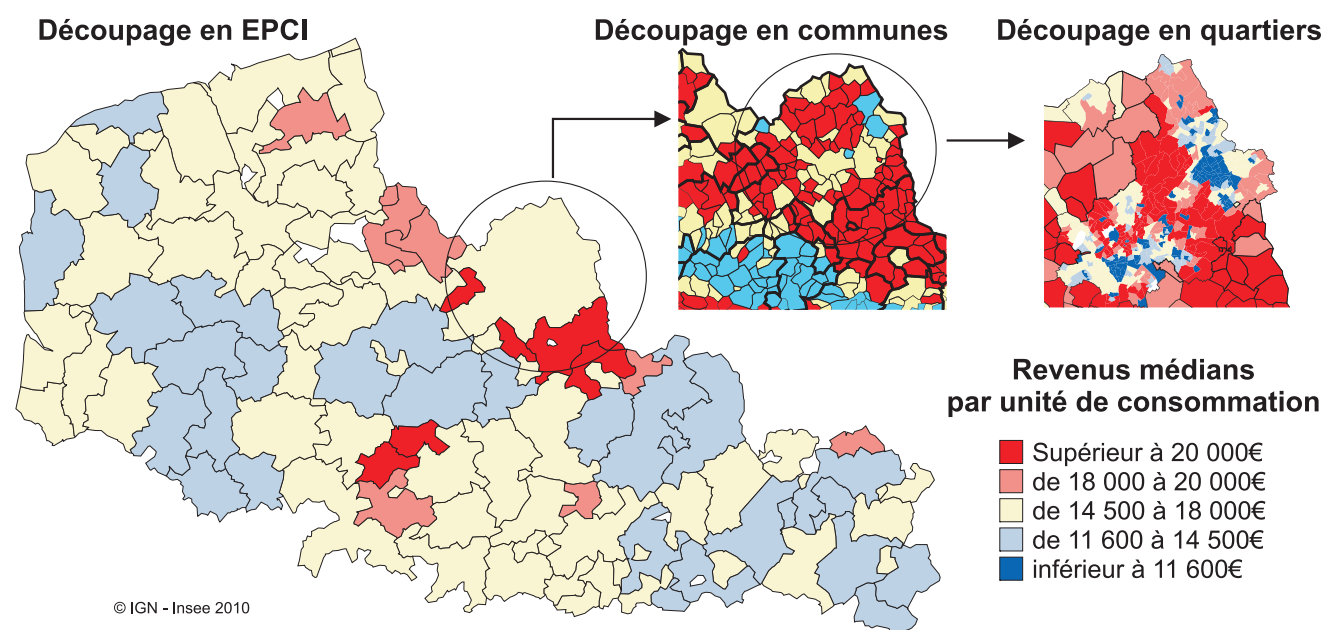 Découpage en EPCI
Découpage en communes
Découpage en quartiers
Revenus médians
par unité de consommation
Supérieur à 20 000€
de 18 000 à 20 000€
de 14 500 à 18 000€
de 11 600 à 14 500€
inférieur à 11 600€
© IGN - Insee 2010